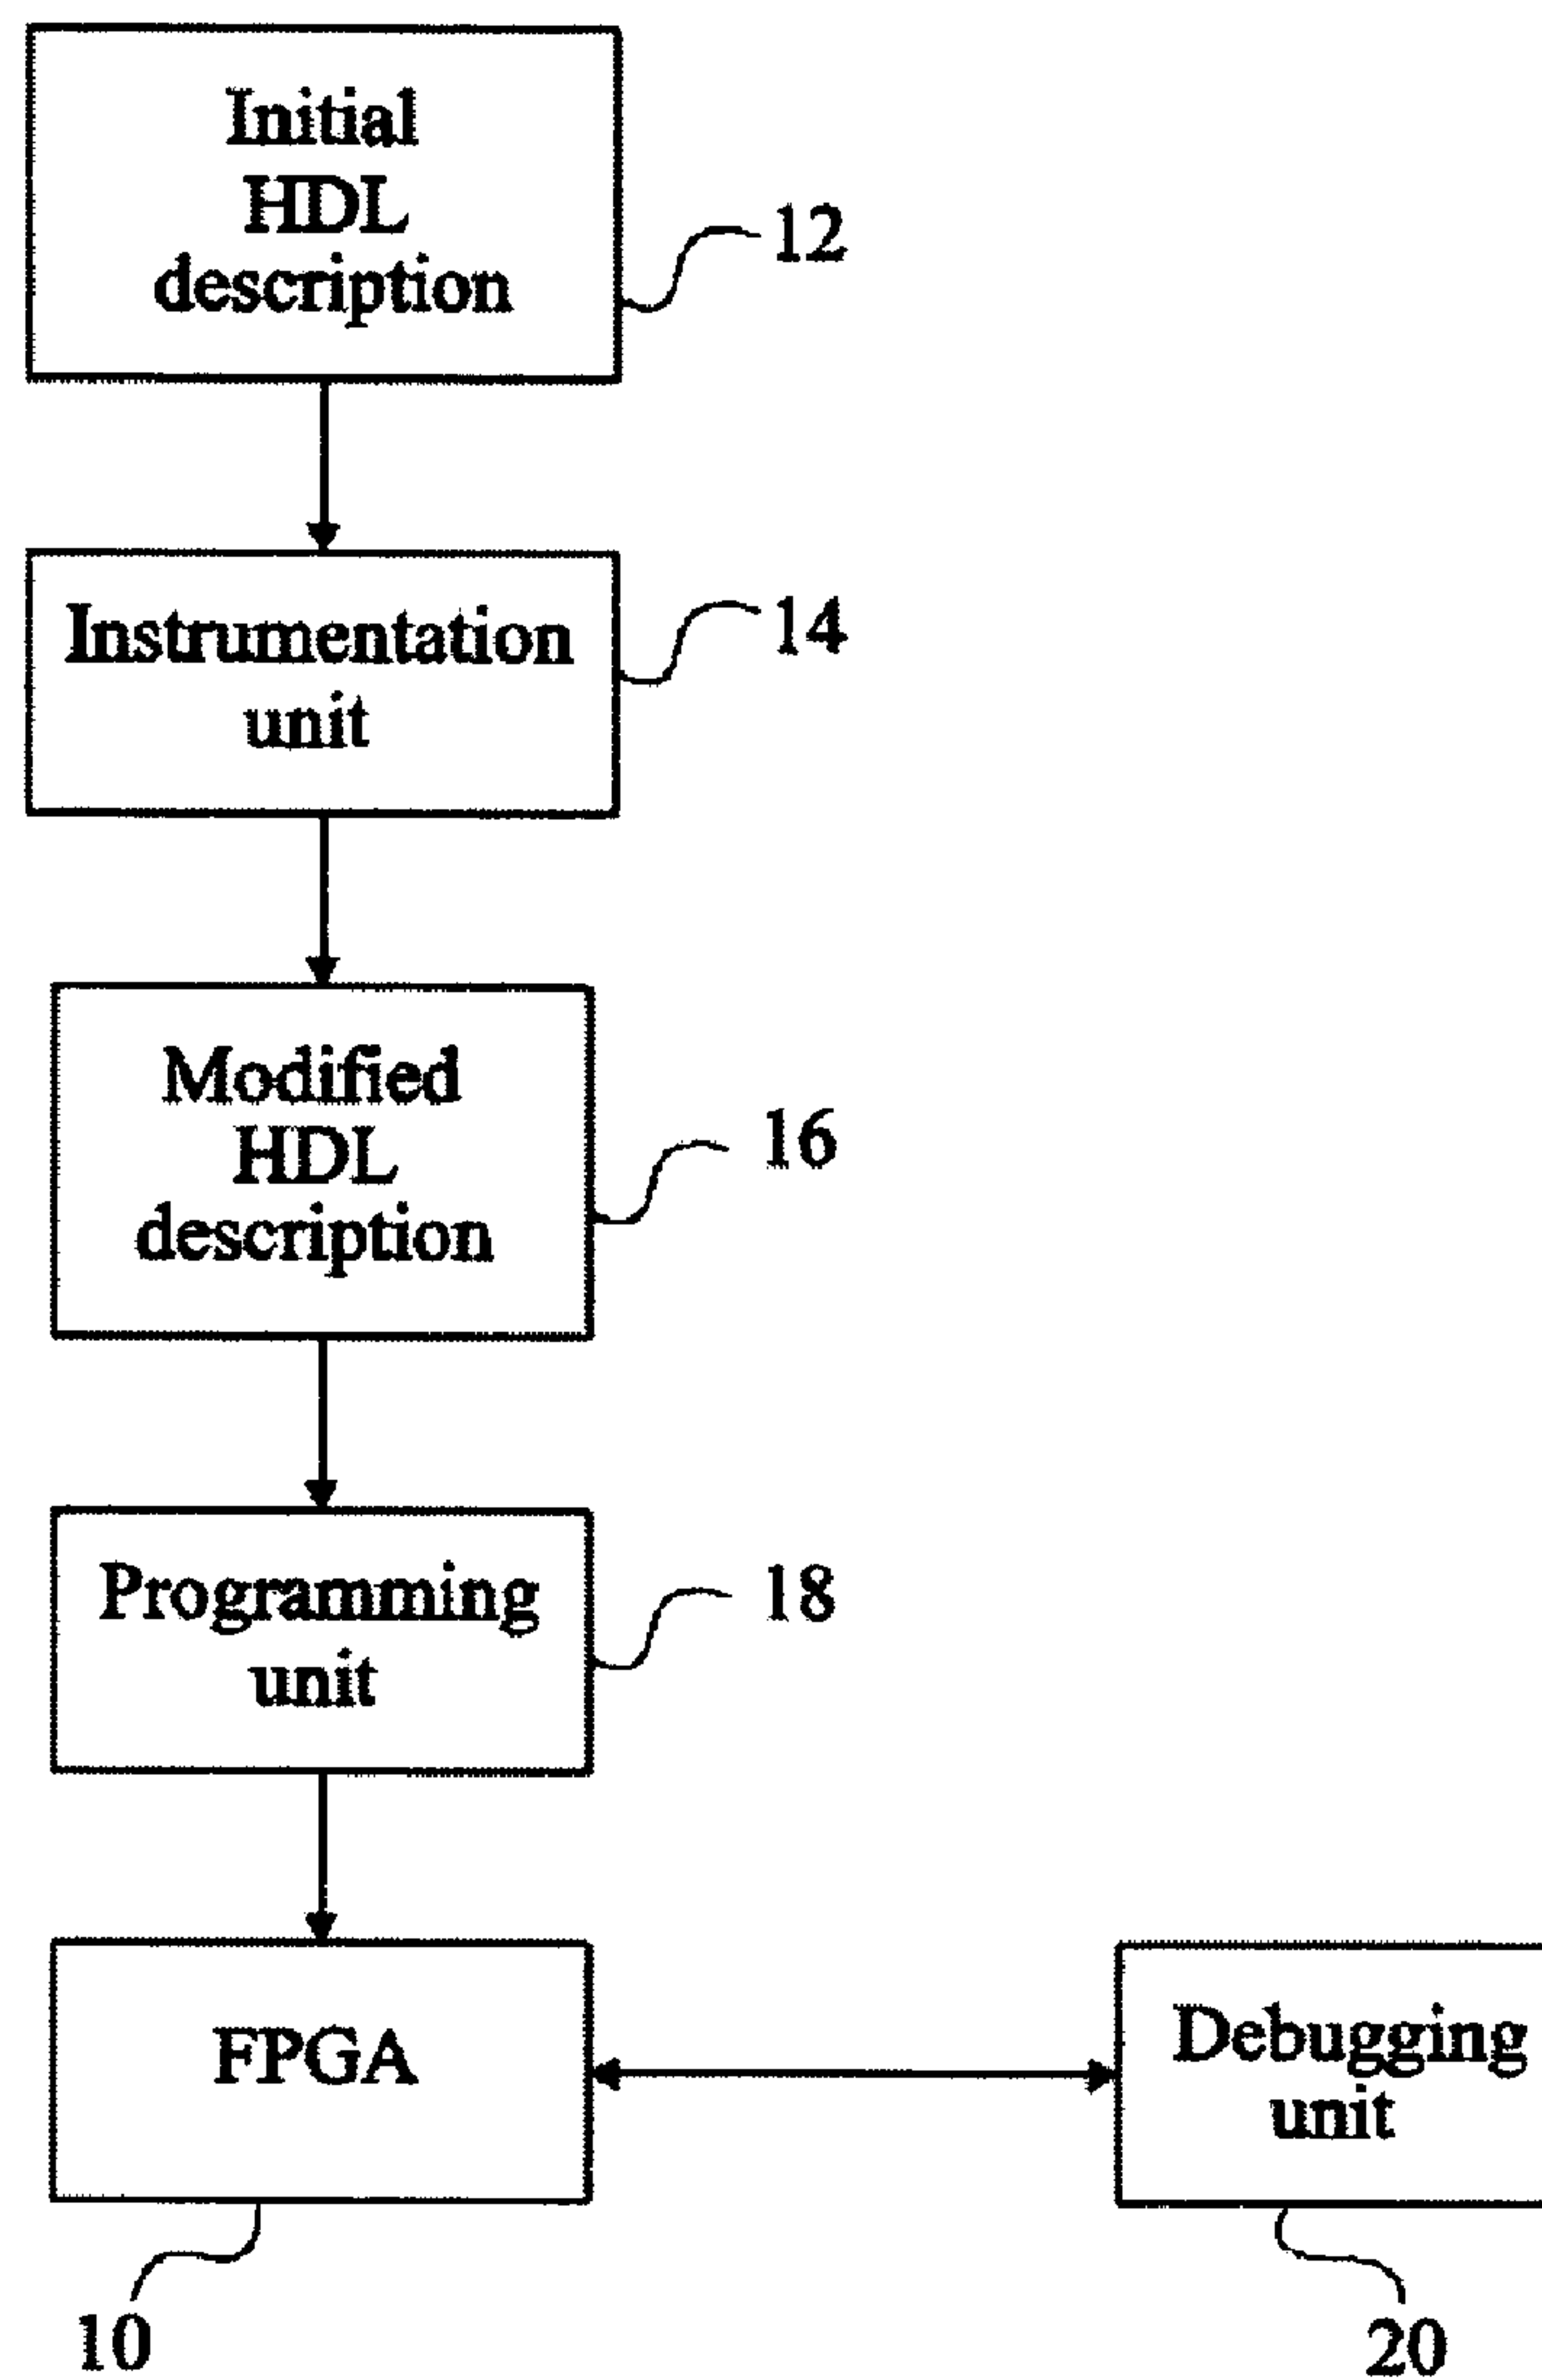 Initial
HDL
description
12
Instrumentation
unit
14
Modified
HDL
description
16
Programming
unit
18
FPGA
10
Debugging
unit
20